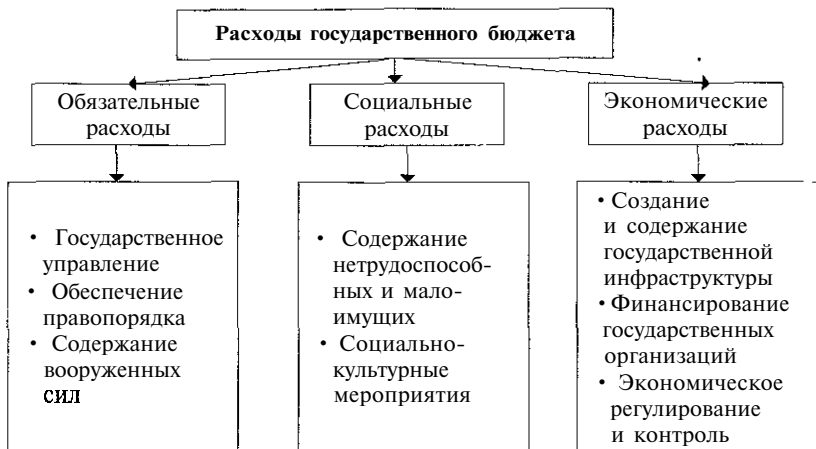 Расходы государственного бюджета
Обязательные
расходы
Социальные
расходы
Экономические
расходы
• Государственное
управление
• Обеспечение
правопорядка
• Содержание
вооруженных
сил
• Содержание
нетрудоспособ-
ных и мало-
имущих
• Социально-
культурные
мероприятия
• Создание
и содержание
государственной
инфраструктуры
• Финансирование
государственных
организаций
• Экономическое
регулирование
и контроль